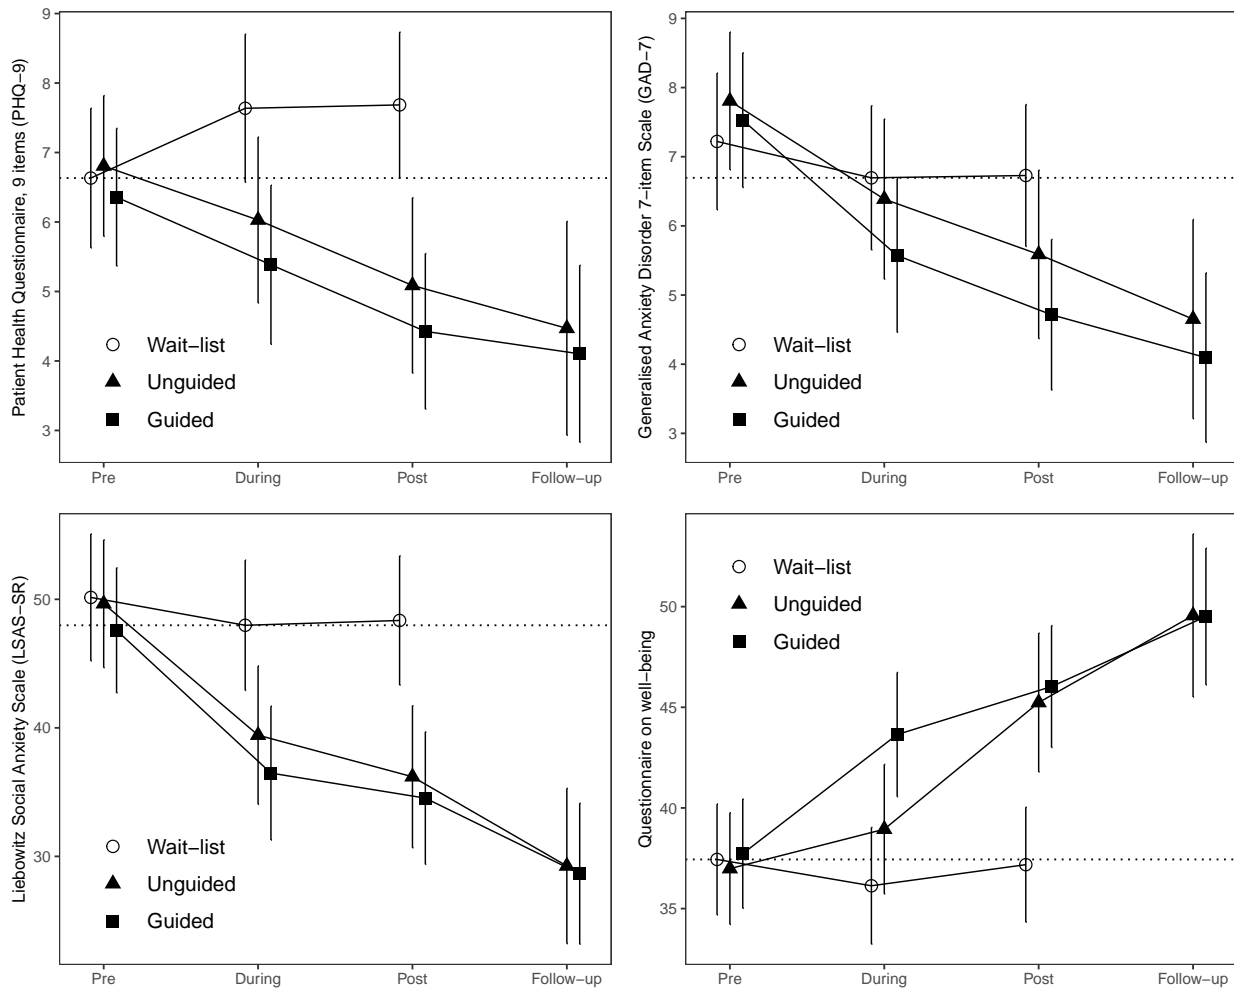 Patient Health Questionnaire, 9 items (PHQ−9)
9
8
7
6
5
4
3
Wait−list
Unguided
Guided
Pre
During
Post
Follow−up
Generalised Anxiety Disorder 7−item Scale (GAD−7)
9
8
7
6
5
4
3
Wait−list
Unguided
Guided
Pre
During
Post
Follow−up
Liebowitz Social Anxiety Scale (LSAS−SR)
50
40
30
Wait−list
Unguided
Guided
Pre
During
Post
Follow−up
Questionnaire on well−being
50
45
40
35
Wait−list
Unguided
Guided
Pre
During
Post
Follow−up